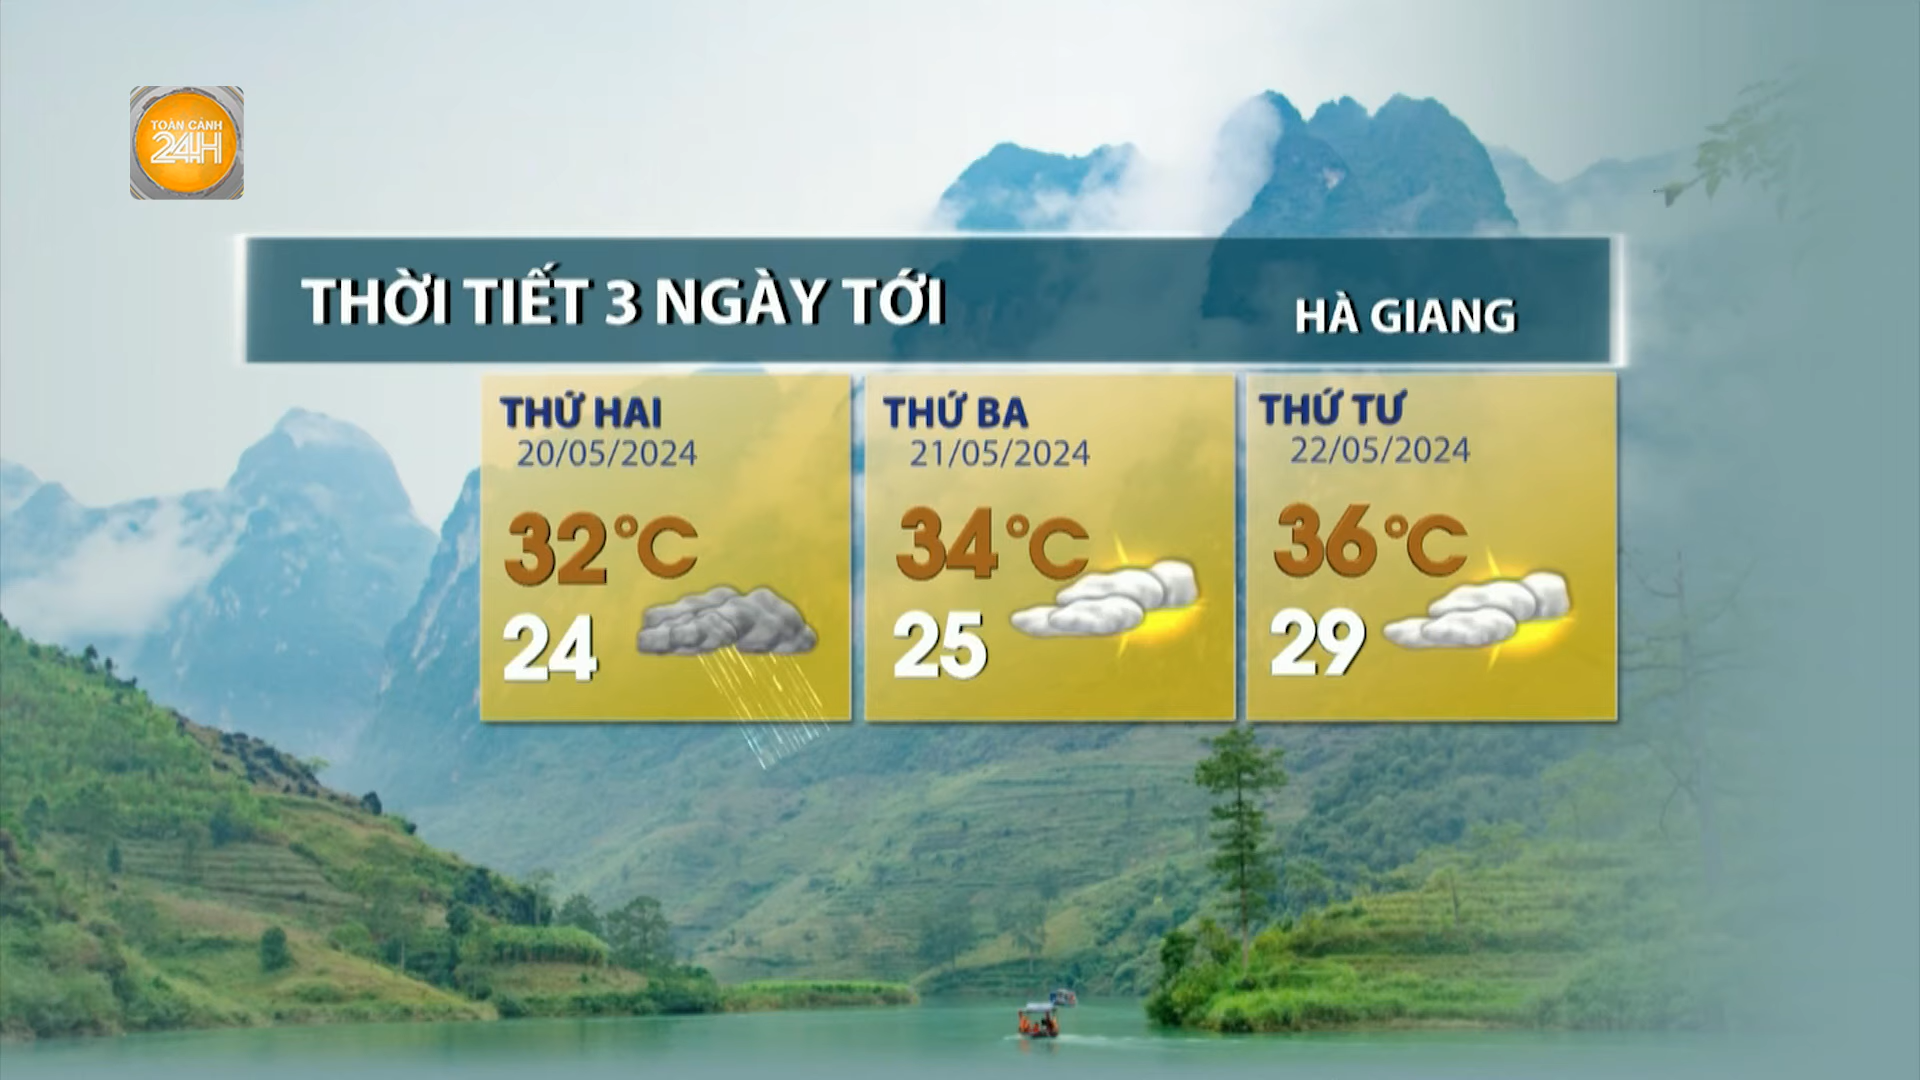 TOÀN CẢNH
24H
THỜI TIẾT 3 NGÀY TỚI
HÀ GIANG
THỨ HAI
20/05/2024
32°C
24
THỨ BA
21/05/2024
34°C
25
THỨ TƯ
22/05/2024
36°C
29